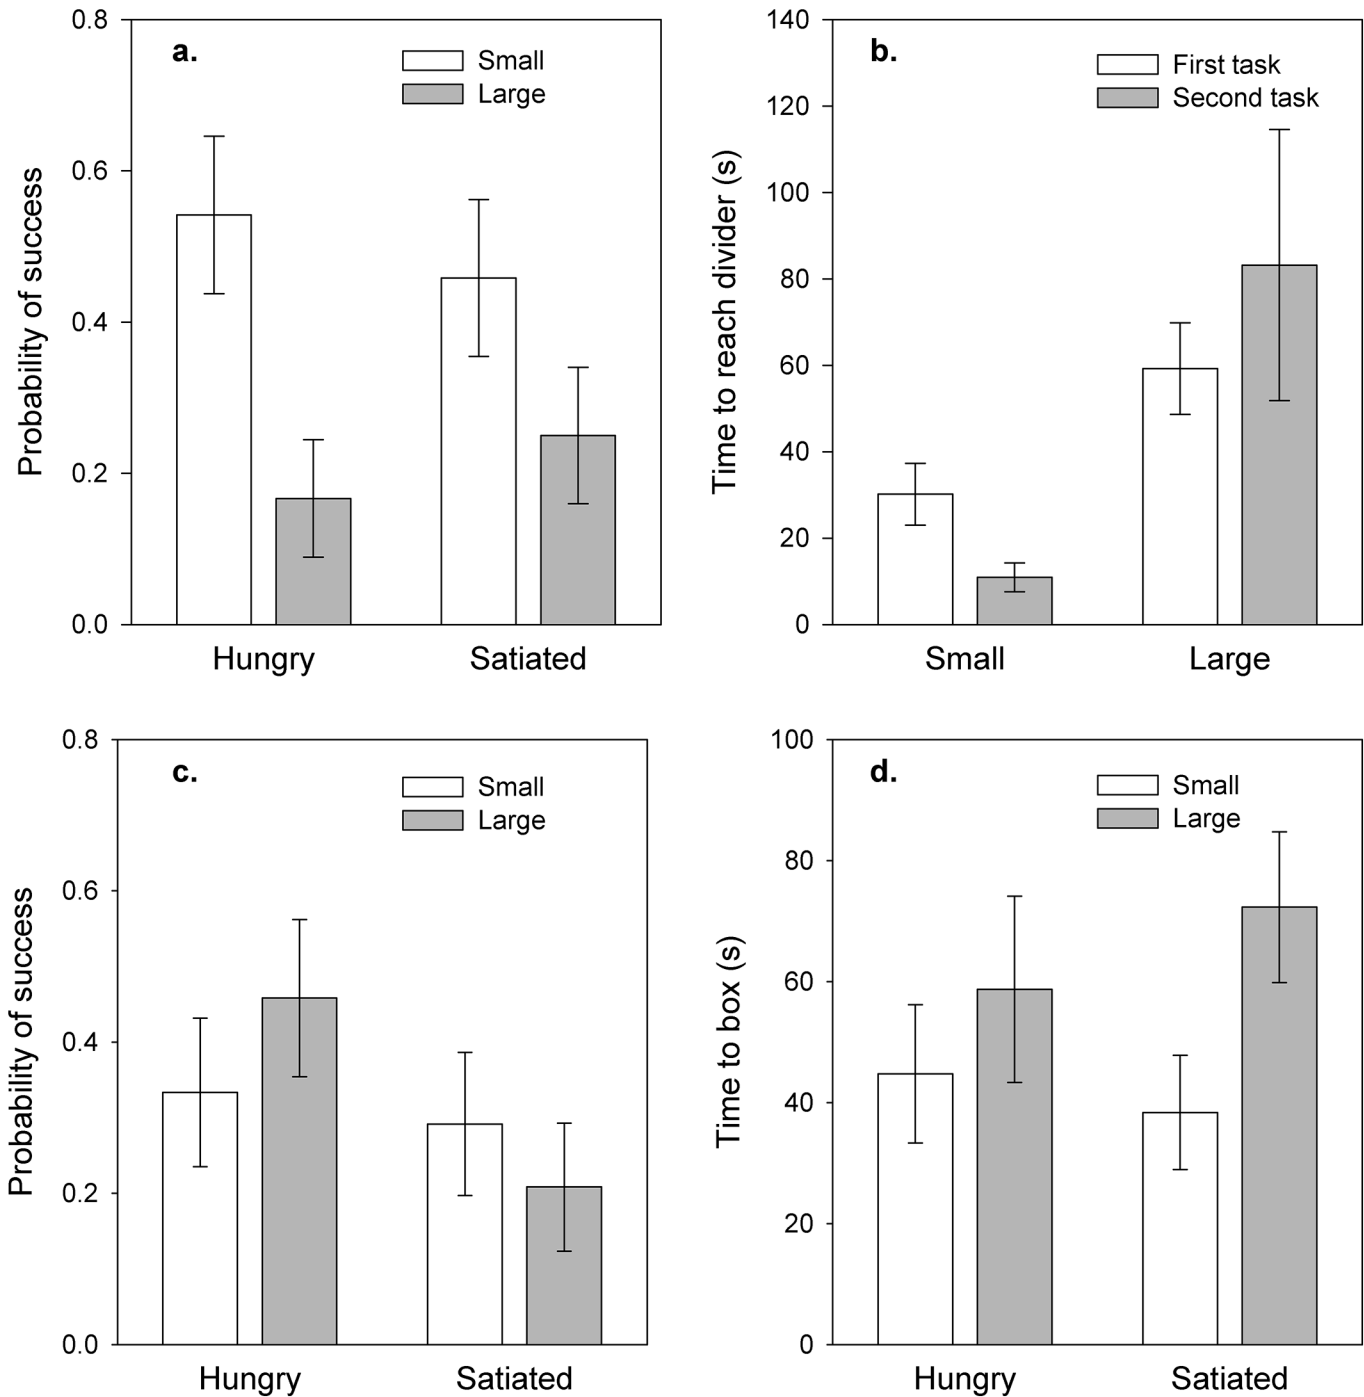 a.
Small
Large
Probability of success
0.8
0.6
0.4
0.2
0.0
Hungry Satiated
b.
First task
Second task
Time to reach divider (s)
140
120
100
80
60
40
20
0
Small Large
c.
Small
Large
Probability of success
0.8
0.6
0.4
0.2
0.0
Hungry Satiated
d.
Small
Large
Time to box (s)
100
80
60
40
20
0
Hungry Satiated